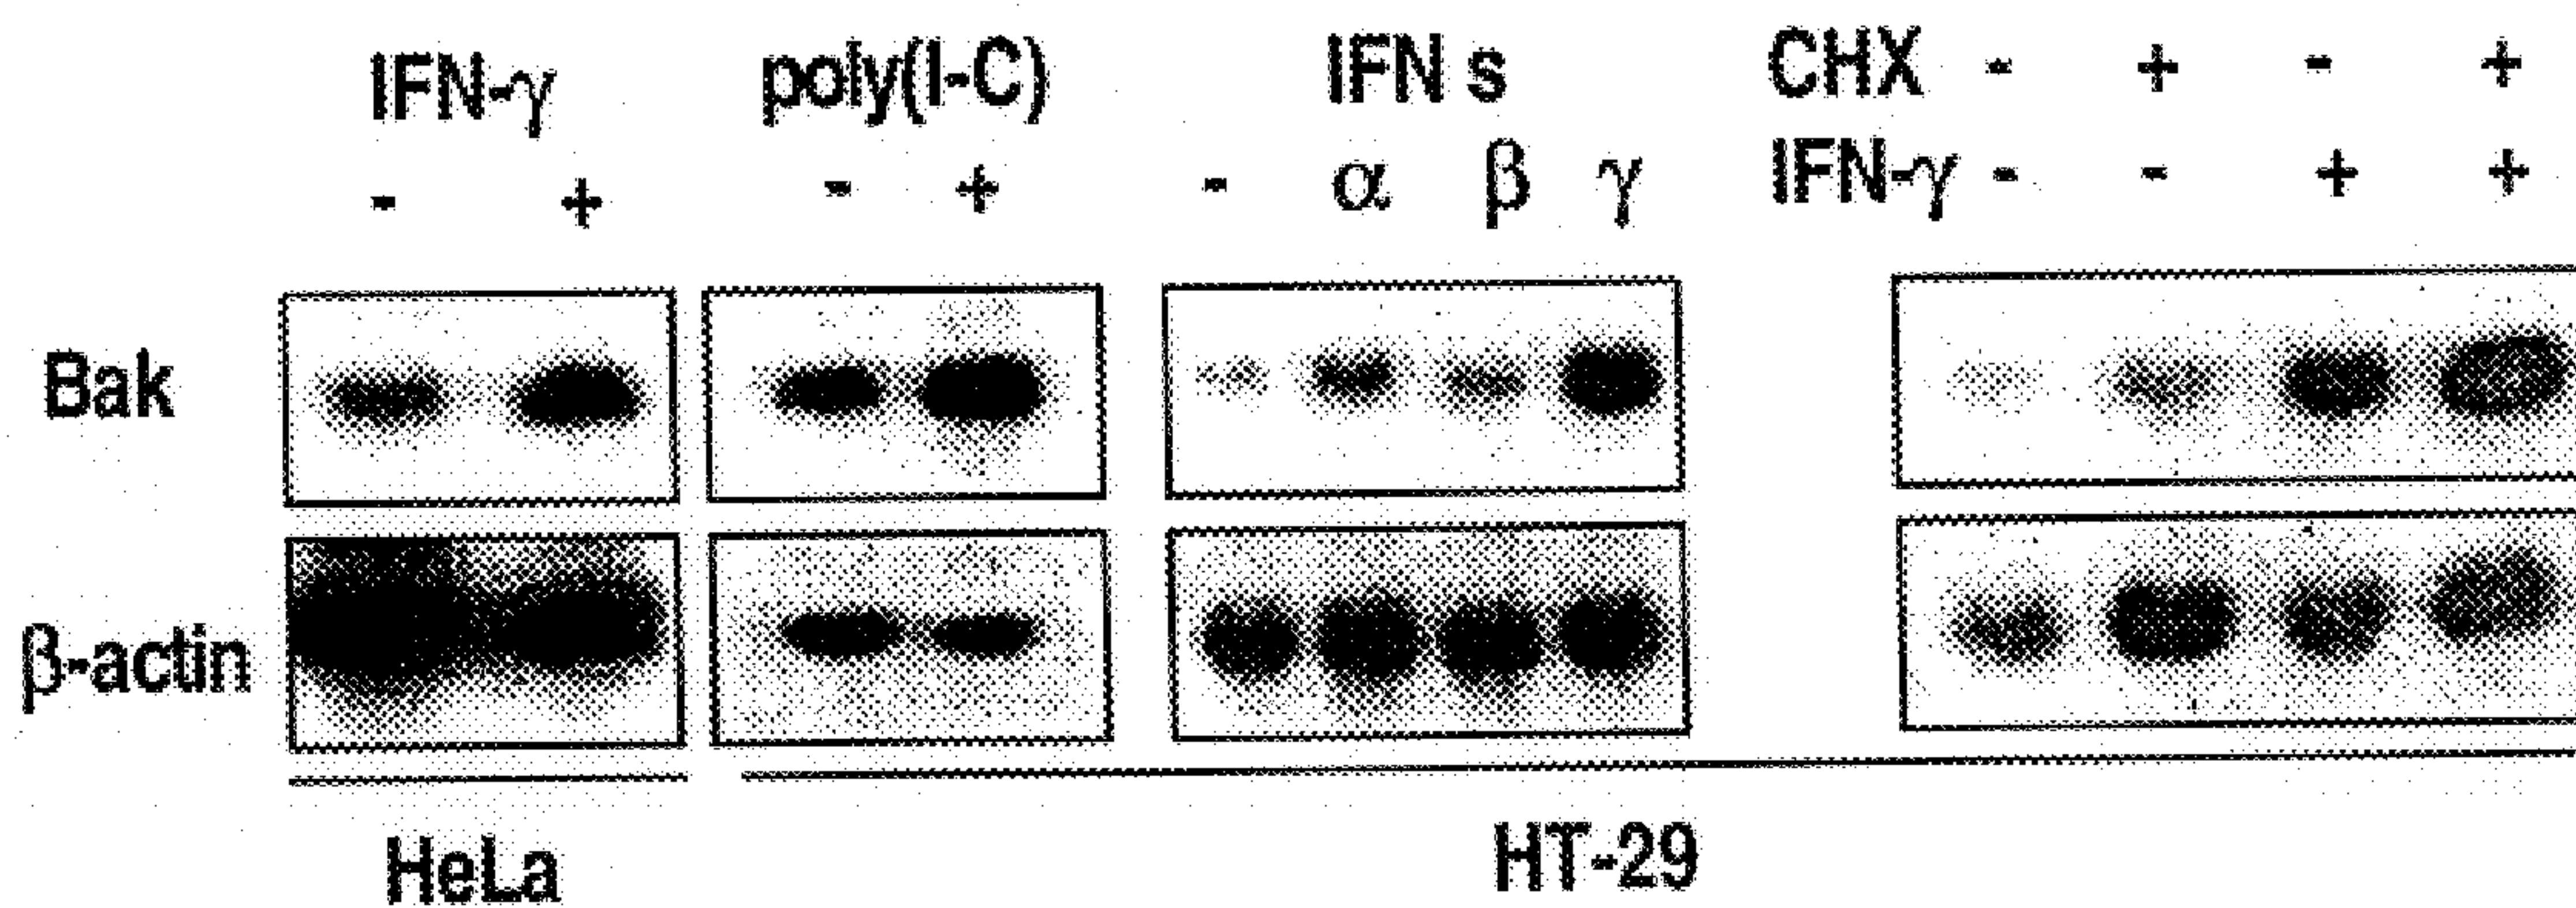 IFN-γ poly(I-C) IFN s CHX - + - +
- + - + - α β γ IFN-γ - - + +
Bak
β-actin
HeLa HT-29